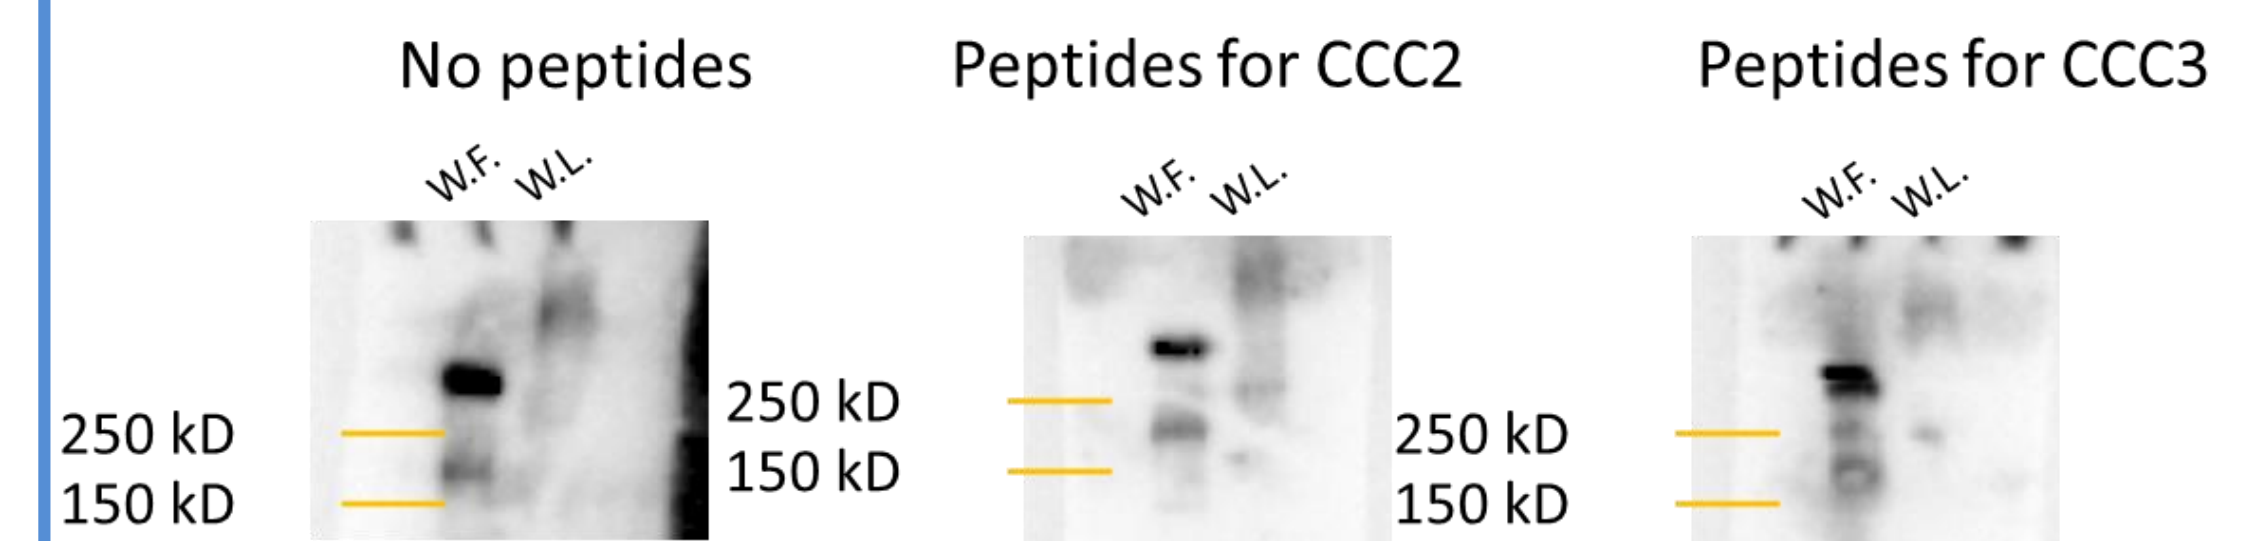 No peptides
W.F. W.L.
250 kD
150 kD
Peptides for CCC2
W.F. W.L.
250 kD
150 kD
Peptides for CCC3
W.F. W.L.
250 kD
150 kD